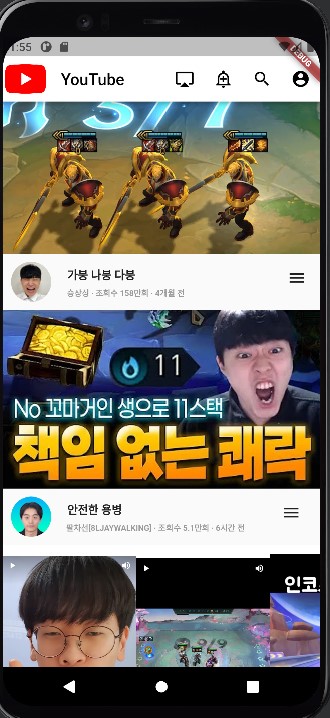 1:55
DEBUG
YouTube
가붕 나붕 다붕
승상싱 · 조회수 158만회 · 4개월 전
11
No 꼬마거인 생으로 11스택
책임 없는 쾌락
안전한 용병
팔차선[8LJAYWALKING] · 조회수 5.1만회 · 6시간 전
인코